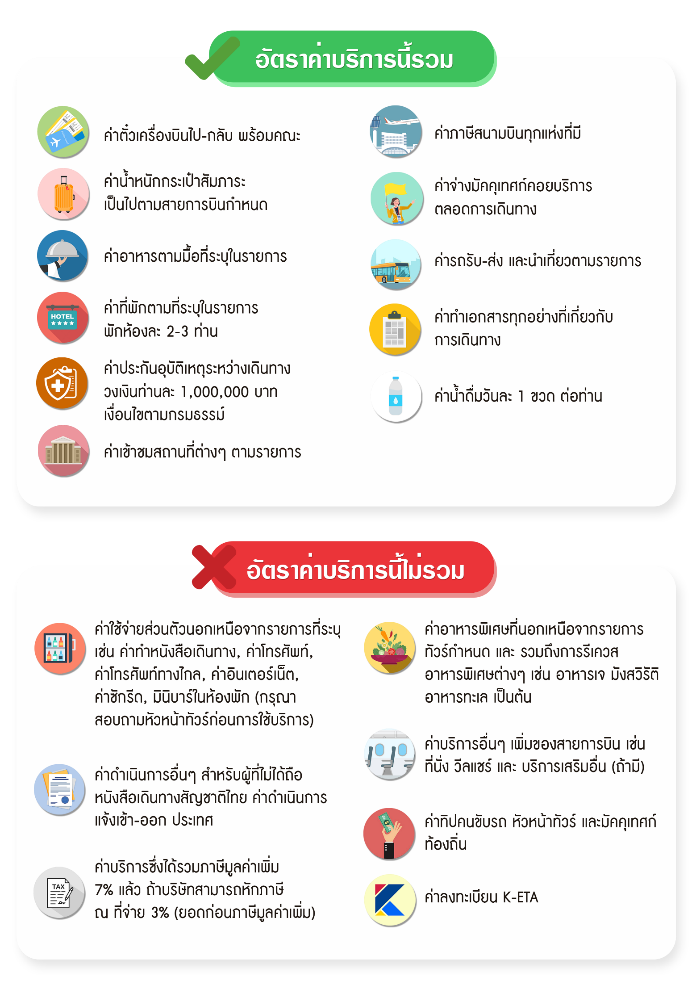 อัตราค่าบริการนี้รวม
ค่าตั๋วเครื่องบินไป-กลับ พร้อมคณะ
ค่าน้ำหนักกระเป๋าสัมภาระ
เป็นไปตามสายการบินกำหนด
ค่าอาหารตามมื้อที่ระบุในรายการ
HOTEL
ค่าที่พักตามที่ระบุในรายการ
พักห้องละ 2-3 ท่าน
ค่าประกันอุบัติเหตุระหว่างเดินทาง
วงเงินท่านละ 1,000,000 บาท
เงื่อนไขตามกรมธรรม์
ค่าเข้าชมสถานที่ต่างๆ ตามรายการ
ค่าภาษีสนามบินทุกแห่งที่มี
ค่าจ่างมัคคุเทศก์คอยบริการ
ตลอดการเดินทาง
ค่ารถรับ-ส่ง และนำเที่ยวตามรายการ
ค่าทำเอกสารทุกอย่างที่เกี่ยวกับ
การเดินทาง
ค่าน้ำดื่มวันละ 1 ขวด ต่อท่าน
อัตราค่าบริการนี้ไม่รวม
ค่าใช้จ่ายส่วนตัวนอกเหนือจากรายการที่ระบุ
เช่น ค่าทำหนังสือเดินทาง, ค่าโทรศัพท์,
ค่าโทรศัพท์ทางไกล, ค่าอินเตอร์เน็ต,
ค่าซักรีด, มินิบาร์ในห้องพัก (กรุณา
สอบถามหัวหน้าทัวร์ก่อนการใช้บริการ)
ค่าดำเนินการอื่นๆ สำหรับผู้ที่ไม่ได้ถือ
หนังสือเดินทางสัญชาติไทย ค่าดำเนินการ
แจ้งเข้า-ออก ประเทศ
TAX
ค่าบริการซึ่งได้รวมภาษีมูลค่าเพิ่ม
7% แล้ว ถ้าบริษัทสามารถหักภาษี
ณ ที่จ่าย 3% (ยอดก่อนภาษีมูลค่าเพิ่ม)
ค่าอาหารพิเศษที่นอกเหนือจากรายการ
ทัวร์กำหนด และ รวมถึงการรีเควส
อาหารพิเศษต่างๆ เช่น อาหารเจ มังสวิรัติ
อาหารทะเล เป็นต้น
ค่าบริการอื่นๆ เพิ่มของสายการบิน เช่น
ที่นั่ง วีลแชร์ และ บริการเสริมอื่น (ถ้ามี)
ค่าทิปคนขับรถ หัวหน้าทัวร์ และมัคคุเทศก์
ท้องถิ่น
ค่าลงทะเบียน K-ETA